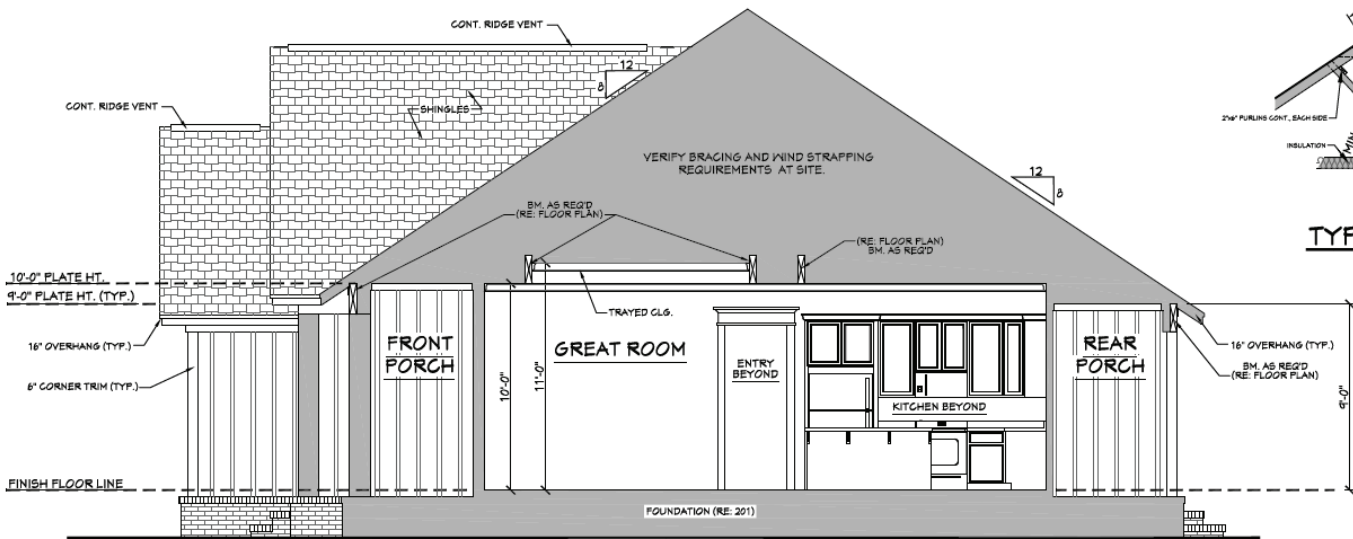 CONT. RIDGE VENT
12
8
CONT. RIDGE VENT
SHINGLES
2"x6" PURLINS CONT., EACH SIDE
INSULATION
VERIFY BRACING AND WIND STRAPPING
REQUIREMENTS AT SITE.
12
8
BM. AS REQ'D
(RE: FLOOR PLAN)
(RE: FLOOR PLAN)
BM. AS REQ'D
10'-0" PLATE HT.
9'-0" PLATE HT. (TYP.)
TRAYED CLG.
16" OVERHANG (TYP.)
FRONT
PORCH
GREAT ROOM
ENTRY
BEYOND
REAR
PORCH
16" OVERHANG (TYP.)
BM. AS REQ'D
(RE: FLOOR PLAN)
6" CORNER TRIM (TYP.)
10'-0"
11'-0"
KITCHEN BEYOND
9'-0"
FINISH FLOOR LINE
FOUNDATION (RE: 201)